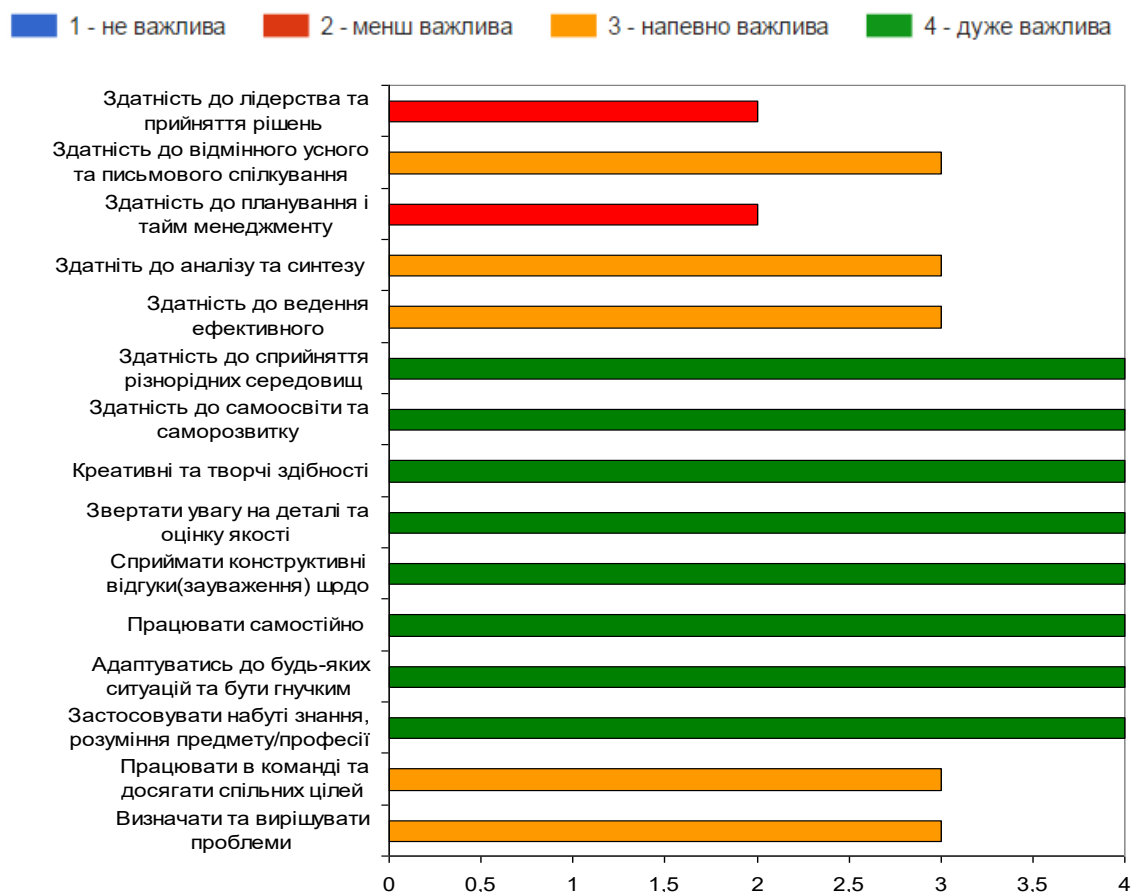 1 - не важлива 2 - менш важлива 3 - напевно важлива 4 - дуже важлива
Здатність до лідерства та
прийняття рішень
Здатність до відмінного усного
та письмового спілкування
Здатність до планування і
тайм менеджменту
Здатніть до аналізу та синтезу
Здатність до ведення
ефективного
Здатність до сприйняття
різнорідних середовищ
Здатність до самоосвіти та
саморозвитку
Креативні та творчі здібності
Звертати увагу на деталі та
оцінку якості
Сприймати конструктивні
відгуки(зауваження) щодо
Працювати самостійно
Адаптуватись до будь-яких
ситуацій та бути гнучким
Застосовувати набуті знання,
розуміння предмету/професії
Працювати в команді та
досягати спільних цілей
Визначати та вирішувати
проблеми
0 0,5 1 1,5 2 2,5 3 3,5 4